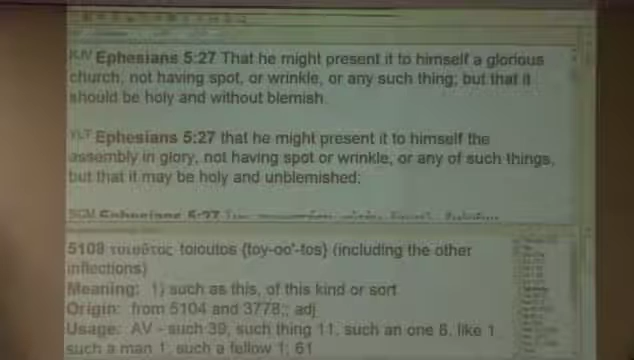 KJV Ephesians 5:27 That he might present it to himself a glorious
church, not having spot, or wrinkle, or any such thing; but that it
should be holy and without blemish.
YLT Ephesians 5:27 that he might present it to himself the
assembly in glory, not having spot or wrinkle, or any of such things,
but that it may be holy and unblemished;
Ephesians 5:27
5108 τοιοῦτος toioutos {toy-oo'-tos} (including the other
inflections)
Meaning: 1) such as this, of this kind or sort
Origin: from 5104 and 3778;; adj
Usage: AV - such 39, such thing 11, such an one 8, like 1,
such a man 1, such a fellow 1; 61